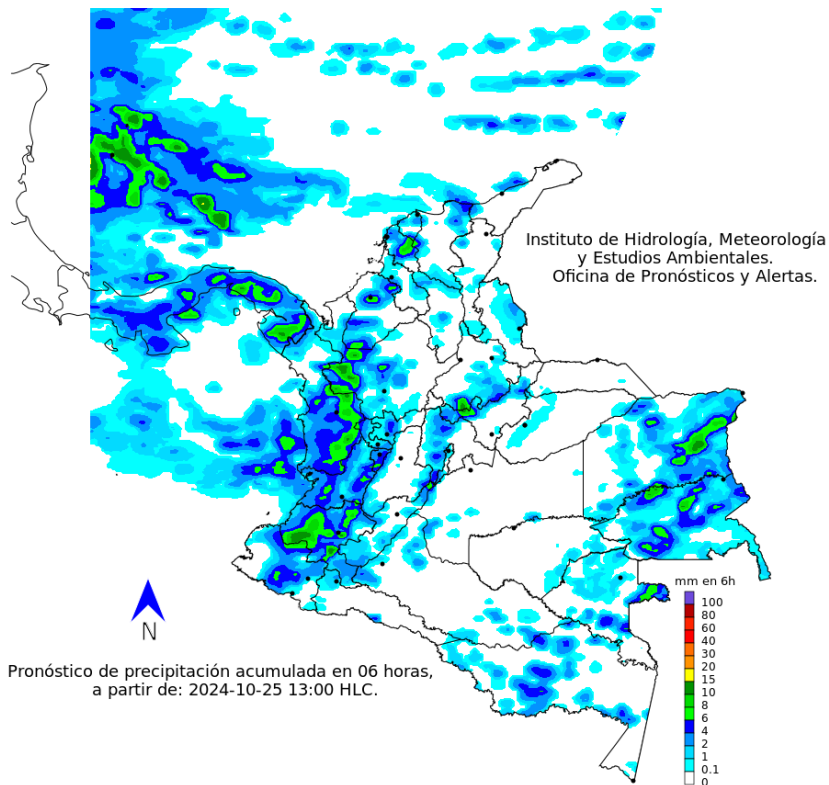 Instituto de Hidrología, Meteorología
y Estudios Ambientales.
Oficina de Pronósticos y Alertas.
mm en 6h
100
80
60
40
30
20
15
10
8
6
4
2
1
0.1
0
N
Pronóstico de precipitación acumulada en 06 horas,
a partir de: 2024-10-25 13:00 HLC.